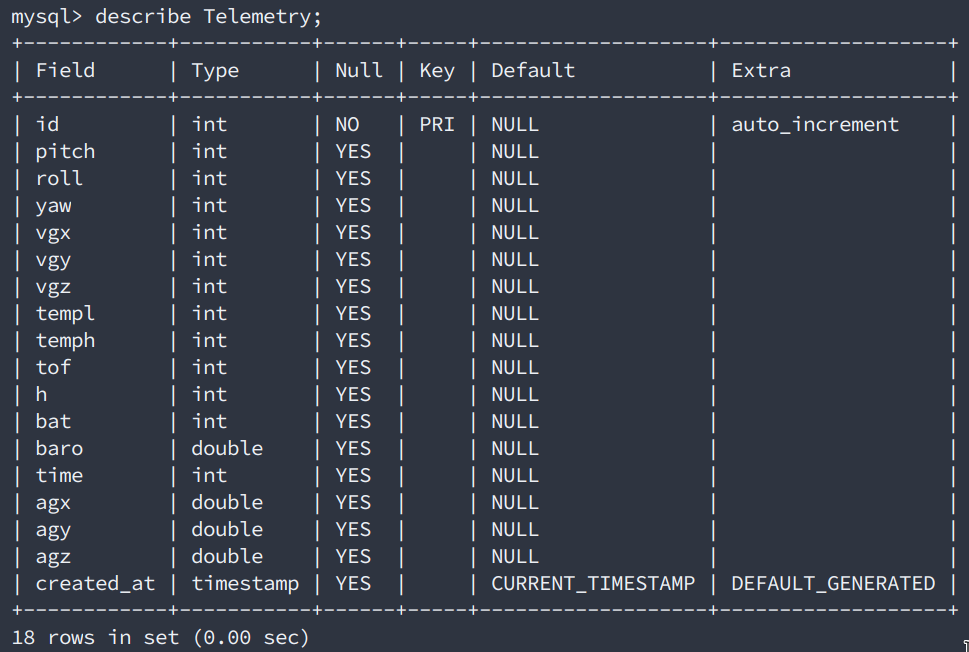 mysql> describe Telemetry;
+------------+-----------+------+-----+-------------------+-------------------+
| Field      | Type      | Null | Key | Default           | Extra             |
+------------+-----------+------+-----+-------------------+-------------------+
| id         | int       | NO   | PRI | NULL              | auto_increment    |
| pitch      | int       | YES  |     | NULL              |                   |
| roll       | int       | YES  |     | NULL              |                   |
| yaw        | int       | YES  |     | NULL              |                   |
| vgx        | int       | YES  |     | NULL              |                   |
| vgy        | int       | YES  |     | NULL              |                   |
| vgz        | int       | YES  |     | NULL              |                   |
| templ      | int       | YES  |     | NULL              |                   |
| temph      | int       | YES  |     | NULL              |                   |
| tof        | int       | YES  |     | NULL              |                   |
| h          | int       | YES  |     | NULL              |                   |
| bat        | int       | YES  |     | NULL              |                   |
| baro       | double    | YES  |     | NULL              |                   |
| time       | int       | YES  |     | NULL              |                   |
| agx        | double    | YES  |     | NULL              |                   |
| agy        | double    | YES  |     | NULL              |                   |
| agz        | double    | YES  |     | NULL              |                   |
| created_at | timestamp | YES  |     | CURRENT_TIMESTAMP | DEFAULT_GENERATED |
+------------+-----------+------+-----+-------------------+-------------------+
18 rows in set (0.00 sec)